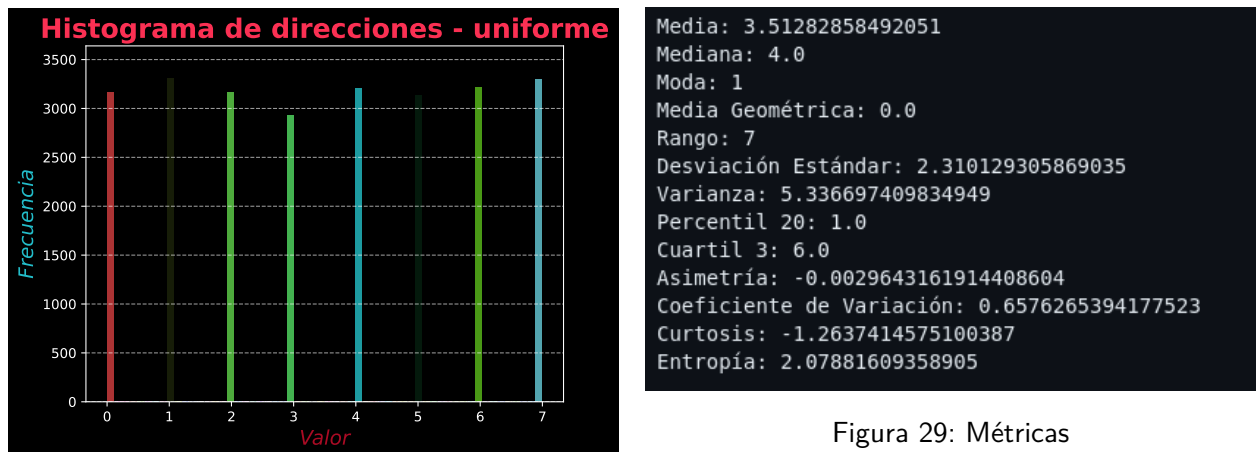 Histograma de direcciones - uniforme
3500
3000
2500
2000
1500
1000
500
0
Frecuencia
0 1 2 3 4 5 6 7
Valor
Media: 3.51282858492051
Mediana: 4.0
Moda: 1
Media Geométrica: 0.0
Rango: 7
Desviación Estándar: 2.310129305869035
Varianza: 5.336697409834949
Percentil 20: 1.0
Cuartil 3: 6.0
Asimetría: -0.0029643161914408604
Coeficiente de Variación: 0.6576265394177523
Curtosis: -1.2637414575100387
Entropía: 2.07881609358905
Figura 29: Métricas